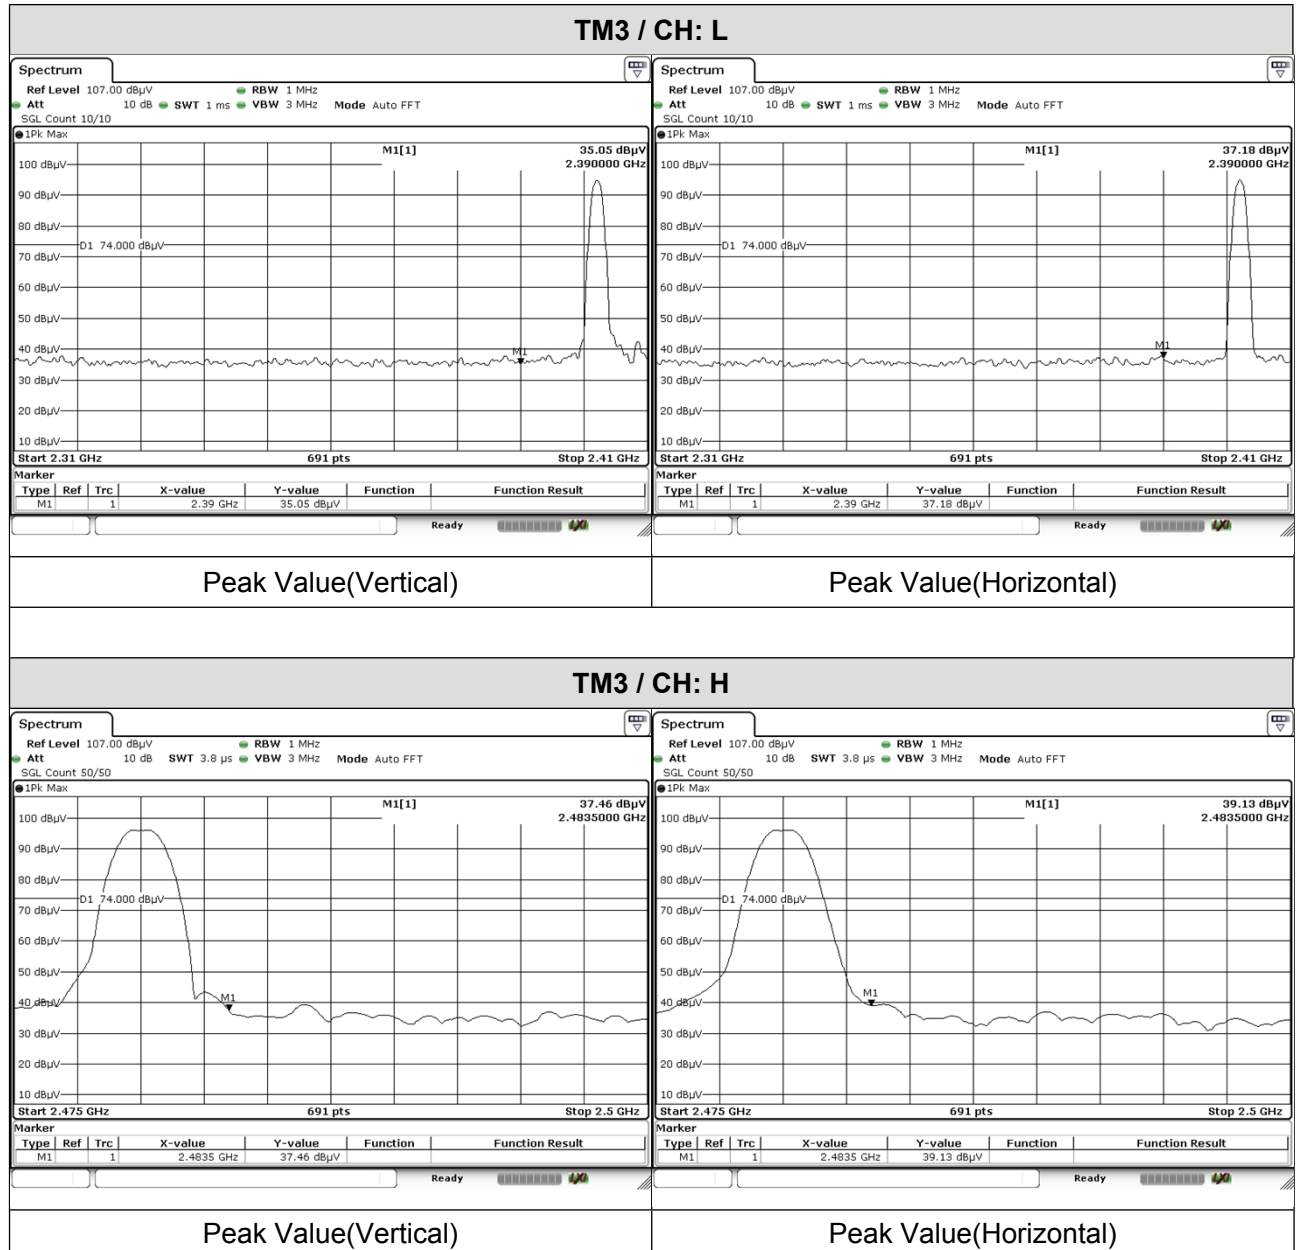 TM3 / CH: L
Spectrum
Ref Level 107.00 dBµV RBW 1 MHz
Att 10 dB SWT 1 ms VBW 3 MHz Mode Auto FFT
SGL Count 10/10
1Pk Max
M1[1] 35.05 dBµV
2.390000 GHz
100 dBµV
90 dBµV
80 dBµV
D1 74.000 dBµV
70 dBµV
60 dBµV
50 dBµV
40 dBµV
M1
30 dBµV
20 dBµV
10 dBµV
Start 2.31 GHz 691 pts Stop 2.41 GHz
Marker
Type Ref Trc X-value Y-value Function Function Result
M1 1 2.39 GHz 35.05 dBµV
Ready LXI
Peak Value(Vertical)
Spectrum
Ref Level 107.00 dBµV RBW 1 MHz
Att 10 dB SWT 1 ms VBW 3 MHz Mode Auto FFT
SGL Count 10/10
1Pk Max
M1[1] 37.18 dBµV
2.390000 GHz
100 dBµV
90 dBµV
80 dBµV
D1 74.000 dBµV
70 dBµV
60 dBµV
50 dBµV
40 dBµV
M1
30 dBµV
20 dBµV
10 dBµV
Start 2.31 GHz 691 pts Stop 2.41 GHz
Marker
Type Ref Trc X-value Y-value Function Function Result
M1 1 2.39 GHz 37.18 dBµV
Ready LXI
Peak Value(Horizontal)
TM3 / CH: H
Spectrum
Ref Level 107.00 dBµV RBW 1 MHz
Att 10 dB SWT 3.8 µs VBW 3 MHz Mode Auto FFT
SGL Count 50/50
1Pk Max
M1[1] 37.46 dBµV
2.4835000 GHz
100 dBµV
90 dBµV
80 dBµV
D1 74.000 dBµV
70 dBµV
60 dBµV
50 dBµV
40 dBµV
M1
30 dBµV
20 dBµV
10 dBµV
Start 2.475 GHz 691 pts Stop 2.5 GHz
Marker
Type Ref Trc X-value Y-value Function Function Result
M1 1 2.4835 GHz 37.46 dBµV
Ready LXI
Peak Value(Vertical)
Spectrum
Ref Level 107.00 dBµV RBW 1 MHz
Att 10 dB SWT 3.8 µs VBW 3 MHz Mode Auto FFT
SGL Count 50/50
1Pk Max
M1[1] 39.13 dBµV
2.4835000 GHz
100 dBµV
90 dBµV
80 dBµV
D1 74.000 dBµV
70 dBµV
60 dBµV
50 dBµV
M1
40 dBµV
30 dBµV
20 dBµV
10 dBµV
Start 2.475 GHz 691 pts Stop 2.5 GHz
Marker
Type Ref Trc X-value Y-value Function Function Result
M1 1 2.4835 GHz 39.13 dBµV
Ready LXI
Peak Value(Horizontal)